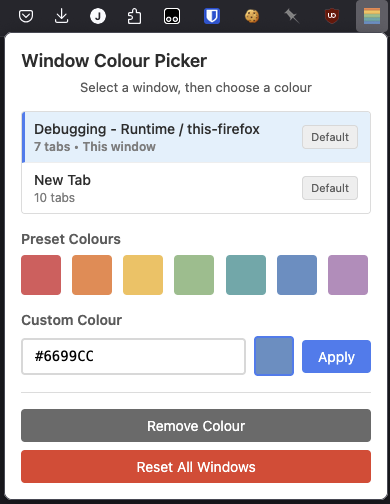 J
UD
Window Colour Picker
Select a window, then choose a colour
Debugging - Runtime / this-firefox
Default
7 tabs • This window
New Tab
Default
10 tabs
Preset Colours
Custom Colour
#6699CC
Apply
Remove Colour
Reset All Windows